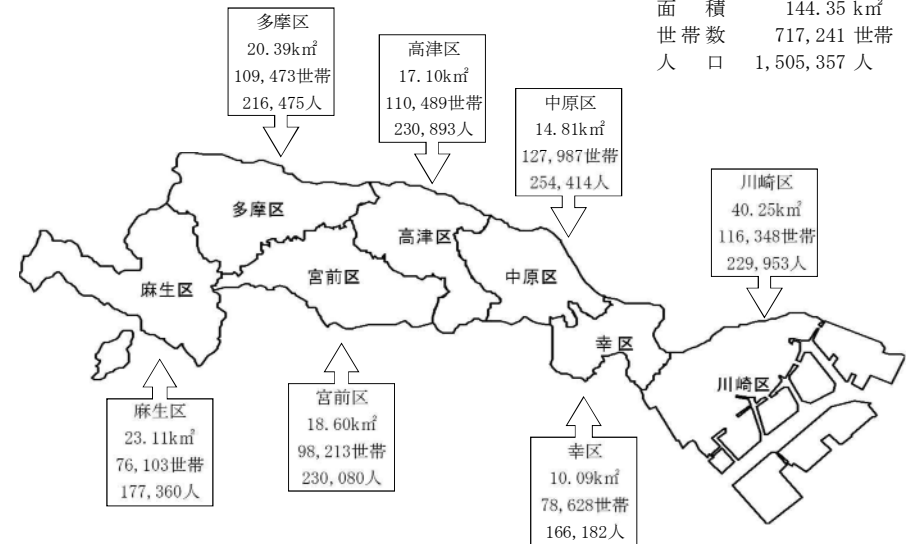 面積 144.35 km²
世帯数 717,241 世帯
人口 1,505,357 人
多摩区
20.39km²
109,473世帯
216,475人
高津区
17.10km²
110,489世帯
230,893人
中原区
14.81km²
127,987世帯
254,414人
川崎区
40.25km²
116,348世帯
229,953人
多摩区
高津区
麻生区
宮前区
中原区
幸区
川崎区
麻生区
23.11km²
76,103世帯
177,360人
宮前区
18.60km²
98,213世帯
230,080人
幸区
10.09km²
78,628世帯
166,182人